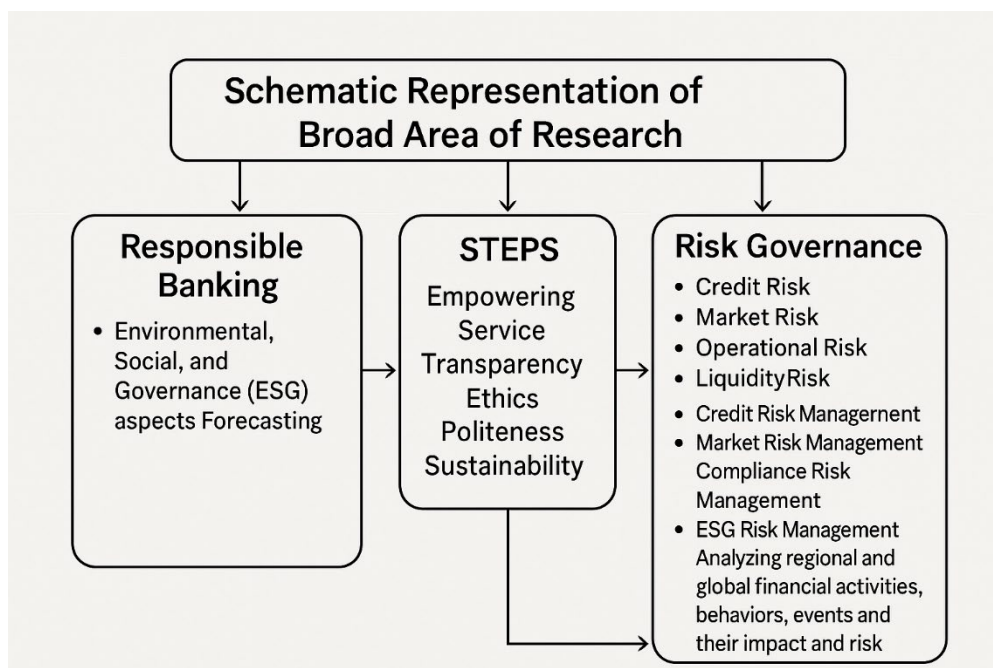 Schematic Representation of
Broad Area of Research
Responsible
Banking
• Environmental,
Social, and
Governance (ESG)
aspects Forecasting
STEPS
Empowering
Service
Transparency
Ethics
Politeness
Sustainability
Risk Governance
• Credit Risk
• Market Risk
• Operational Risk
• LiquidityRisk
• Credit Risk Managernent
• Market Risk Management
Compliance Risk
Management
• ESG Risk Management
Analyzing regional and
global financial activities,
behaviors, events and
their impact and risk